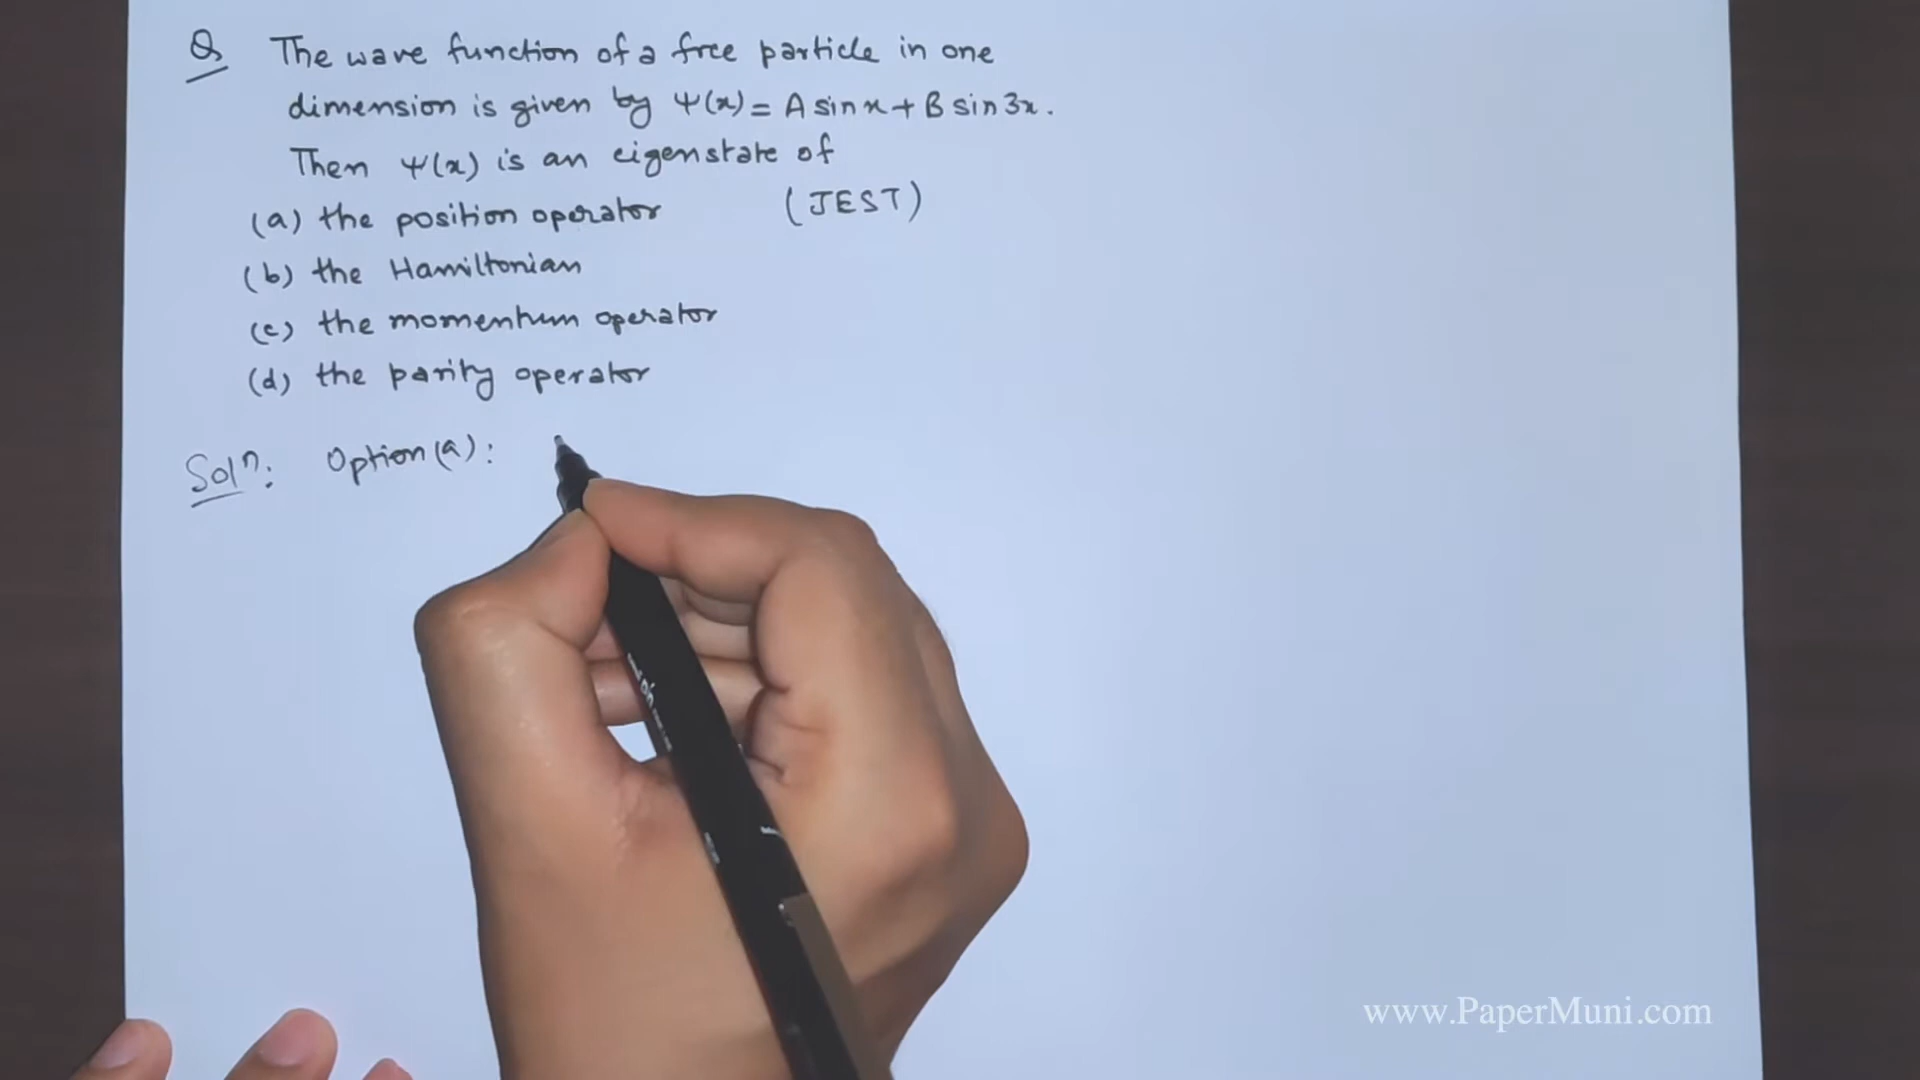 Q The wave function of a free particle in one
dimension is given by Ψ(x) = A sin x + B sin 3x.
Then Ψ(x) is an eigenstate of
(JEST)
(a) the position operator
(b) the Hamiltonian
(c) the momentum operator
(d) the parity operator
Solⁿ: Option (a):
www.PaperMuni.com